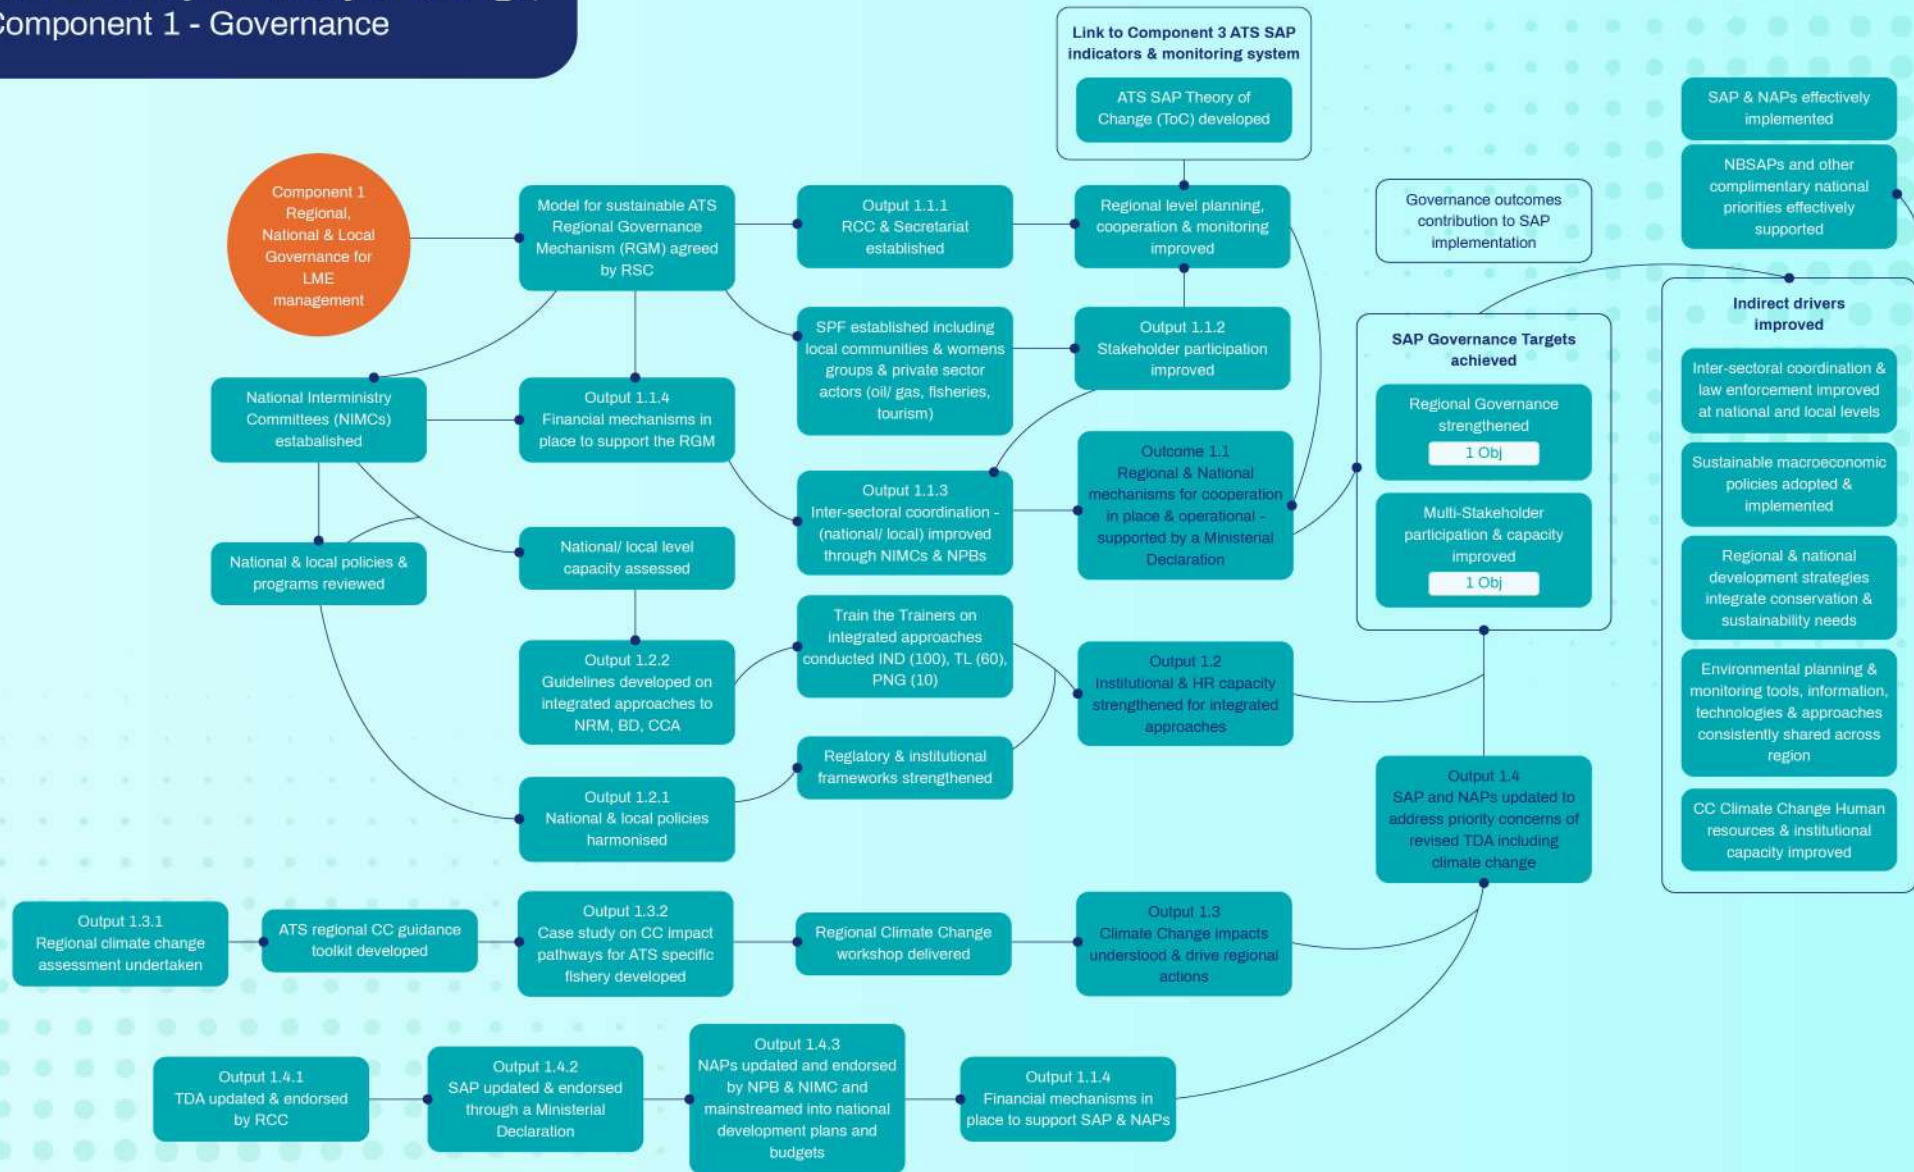 Component 1 - Governance
Link to Component 3 ATS SAP
indicators & monitoring system
ATS SAP Theory of
Change (ToC) developed
SAP & NAPs effectively
implemented
NBSAPs and other
complimentary national
priorities effectively
supported
Component 1
Regional,
National & Local
Governance for
LME
management
Model for sustainable ATS
Regional Governance
Mechanism (RGM) agreed
by RSC
Output 1.1.1
RCC & Secretariat
established
Regional level planning,
cooperation & monitoring
improved
Governance outcomes
contribution to SAP
implementation
SPF established including
local communities & womens
groups & private sector
actors (oil/ gas, fisheries,
tourism)
Output 1.1.2
Stakeholder participation
improved
SAP Governance Targets
achieved
Regional Governance
strengthened
1 Obj
Multi-Stakeholder
participation & capacity
improved
1 Obj
Indirect drivers
improved
Inter-sectoral coordination &
law enforcement improved
at national and local levels
Sustainable macroeconomic
policies adopted &
implemented
Regional & national
development strategies
integrate conservation &
sustainability needs
Environmental planning &
monitoring tools, information,
technologies & approaches
consistently shared across
region
CC Climate Change Human
resources & institutional
capacity improved
National Interministry
Committees (NIMCs)
estabalished
Output 1.1.4
Financial mechanisms in
place to support the RGM
Output 1.1.3
Inter-sectoral coordination -
(national/ local) improved
through NIMCs & NPBs
Outcome 1.1
Regional & National
mechanisms for cooperation
in place & operational -
supported by a Ministerial
Declaration
National & local policies &
programs reviewed
National/ local level
capacity assessed
Output 1.2.2
Guidelines developed on
integrated approaches to
NRM, BD, CCA
Train the Trainers on
integrated approaches
conducted IND (100), TL (60),
PNG (10)
Output 1.2
Institutional & HR capacity
strengthened for integrated
approaches
Output 1.2.1
National & local policies
harmonised
Reglatory & institutional
frameworks strengthened
Output 1.4
SAP and NAPs updated to
address priority concerns of
revised TDA including
climate change
Output 1.3.1
Regional climate change
assessment undertaken
ATS regional CC guidance
toolkit developed
Output 1.3.2
Case study on CC impact
pathways for ATS specific
fishery developed
Regional Climate Change
workshop delivered
Output 1.3
Climate Change impacts
understood & drive regional
actions
Output 1.4.1
TDA updated & endorsed
by RCC
Output 1.4.2
SAP updated & endorsed
through a Ministerial
Declaration
Output 1.4.3
NAPs updated and endorsed
by NPB & NIMC and
mainstreamed into national
development plans and
budgets
Output 1.1.4
Financial mechanisms in
place to support SAP & NAPs